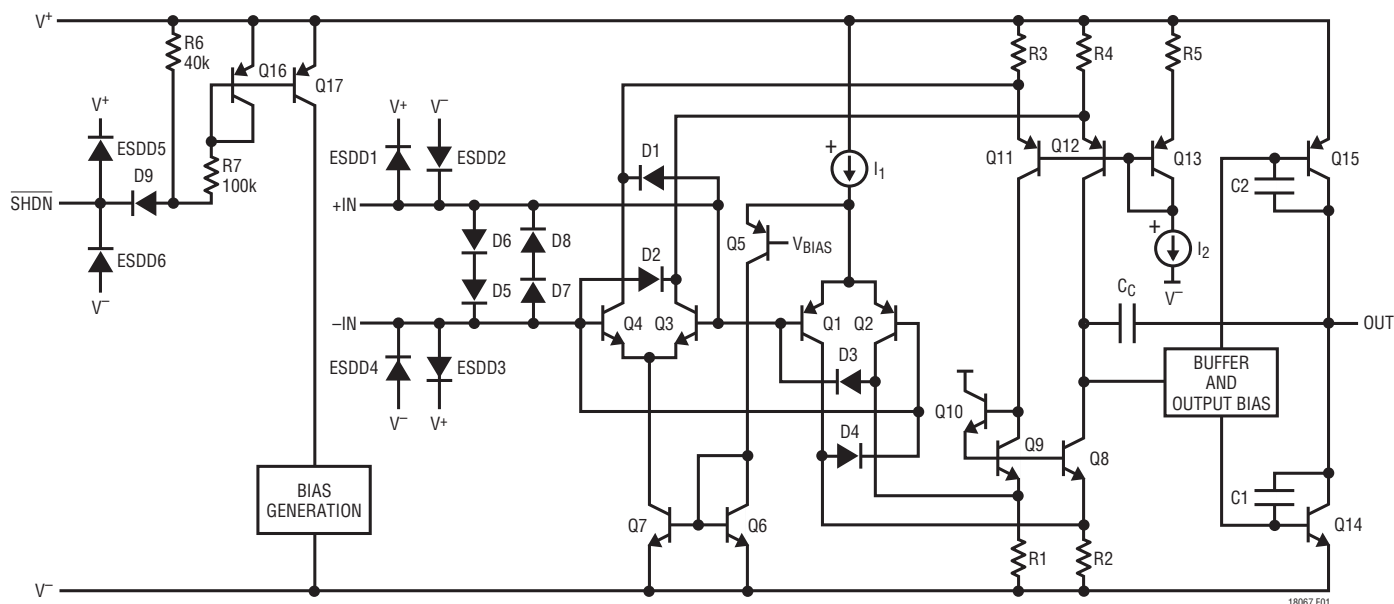 V+
R6
40k
Q16
Q17
V+
ESDD5
D9
R7
100k
SHDN
ESDD6
V−
V+
V−
ESDD1
ESDD2
+IN
D6
D8
D5
D7
−IN
ESDD4
ESDD3
V−
V+
D1
D2
Q4
Q3
Q5
VBIAS
+
I1
Q1
Q2
D3
D4
Q7
Q6
R3
R4
R5
Q11
Q12
Q13
+
I2
V−
CC
Q10
Q9
Q8
R1
R2
C2
Q15
OUT
BUFFER
AND
OUTPUT BIAS
C1
Q14
BIAS
GENERATION
V−
18067 F01